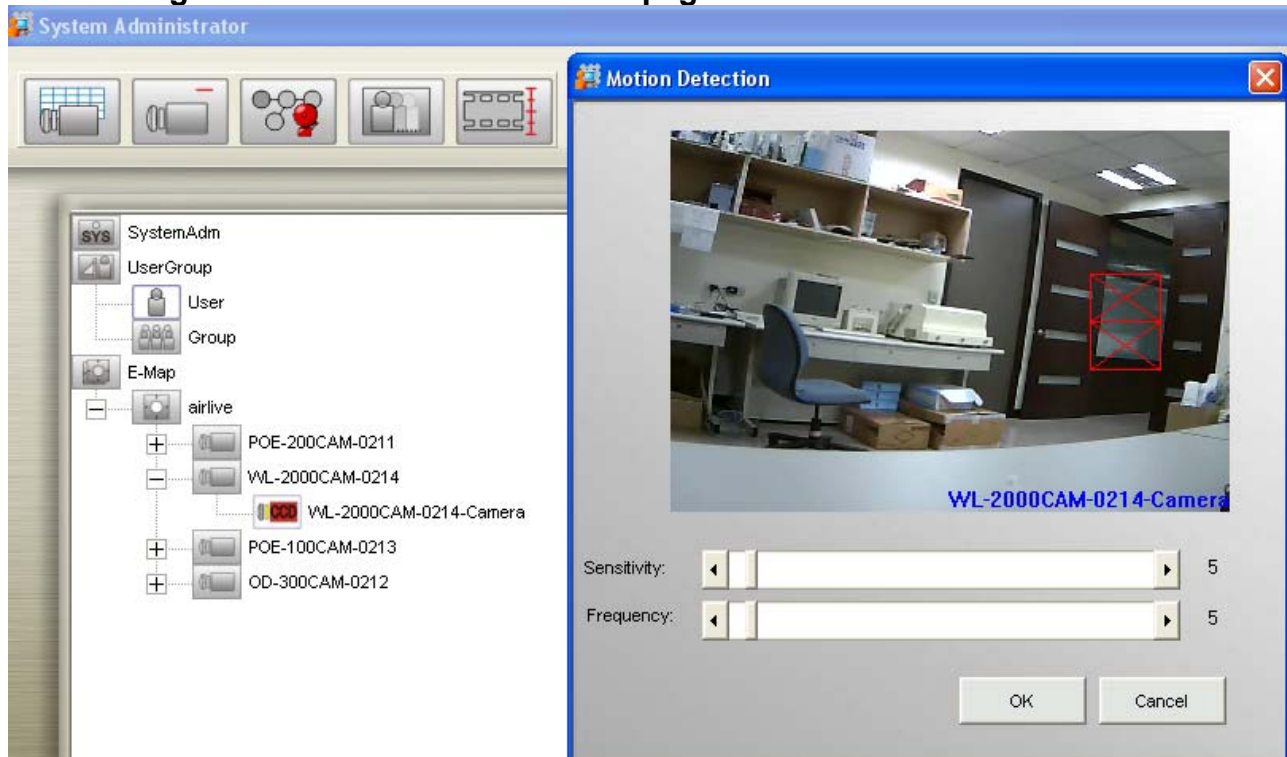 System Administrator
Motion Detection
SYS
SystemAdm
UserGroup
User
Group
E-Map
airlive
POE-200CAM-0211
WL-2000CAM-0214
CCD
WL-2000CAM-0214-Camera
POE-100CAM-0213
OD-300CAM-0212
WL-2000CAM-0214-Camera
Sensitivity: 5
Frequency: 5
OK Cancel